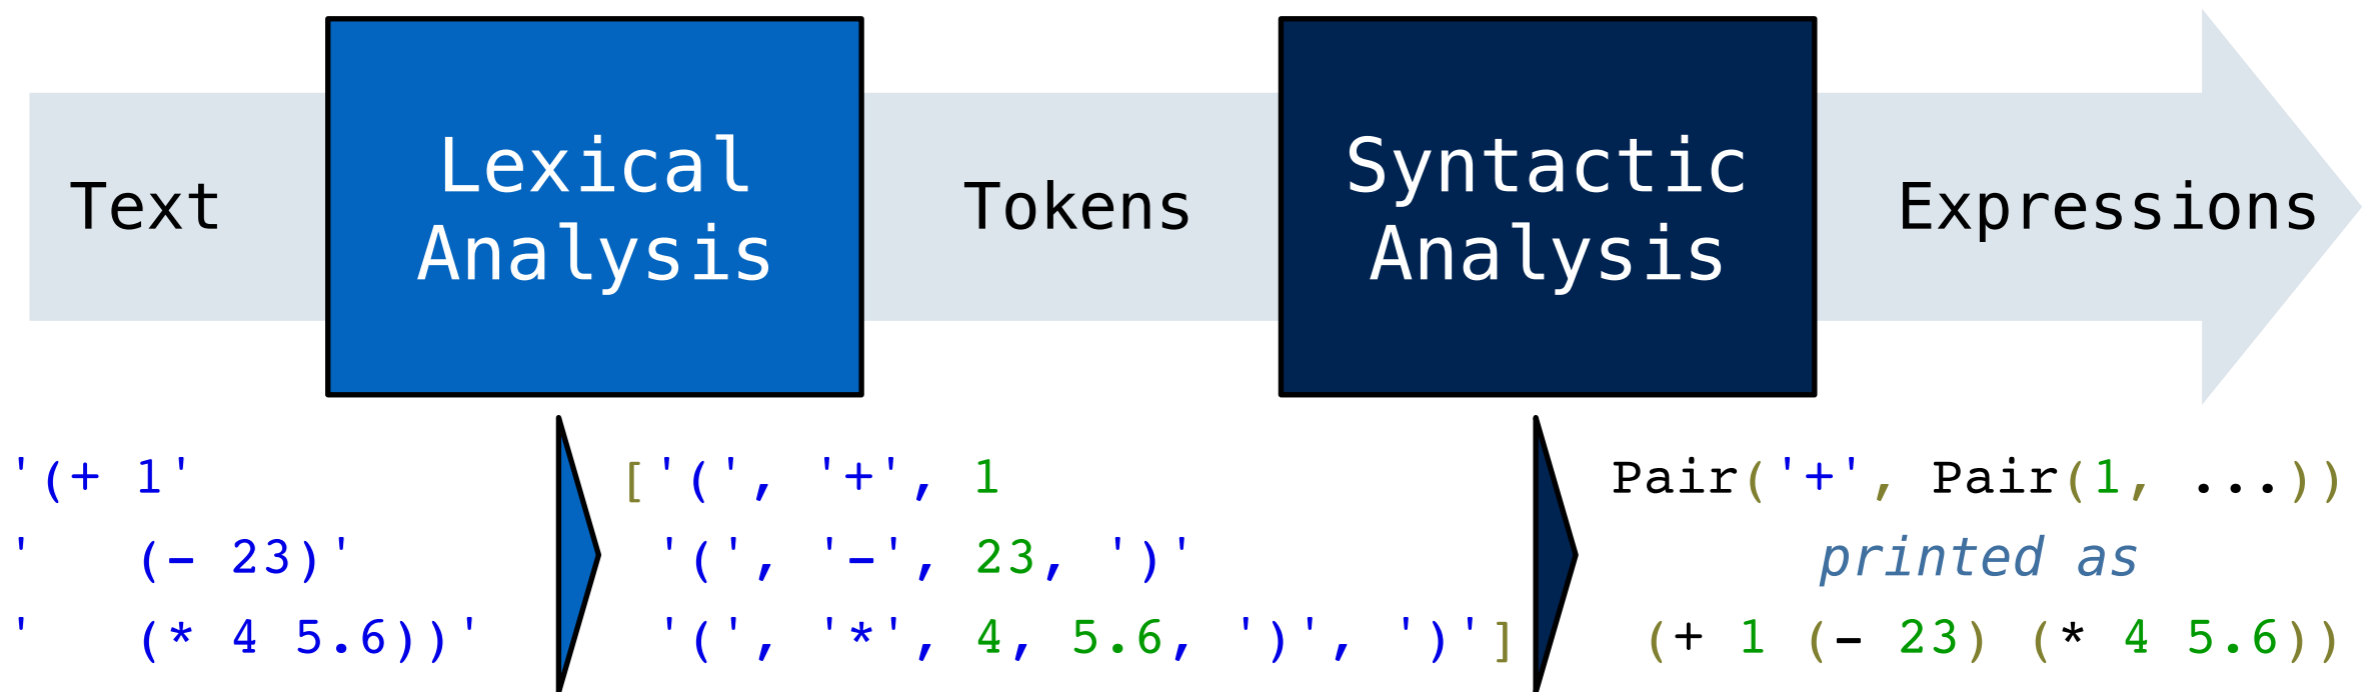 Text
Lexical
Analysis
Tokens
Syntactic
Analysis
Expressions
'(+ 1'
'   (- 23)'
'   (* 4 5.6))'
['(', '+', 1
'(', '-', 23, ')'
'(', '*', 4, 5.6, ')', ')']
Pair('+', Pair(1, ...))
printed as
(+ 1 (- 23) (* 4 5.6))